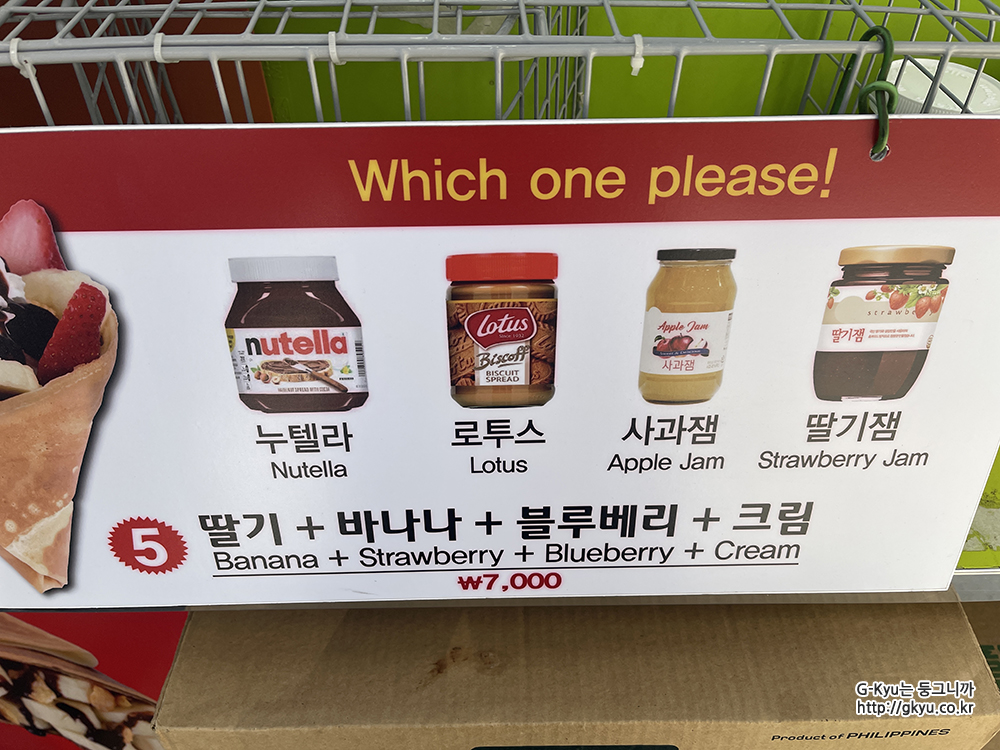 Which one please!
nutella
Lotus
Biscoff
BISCUIT
SPREAD
Apple Jam
사과잼
strawbe
딸기잼
누텔라
Nutella
로투스
Lotus
사과잼
Apple Jam
딸기잼
Strawberry Jam
5
딸기 + 바나나 + 블루베리 + 크림
Banana + Strawberry + Blueberry + Cream
₩7,000
G-Kyu는 둥그니까
http://gkyu.co.kr
Product of PHILIPPINES